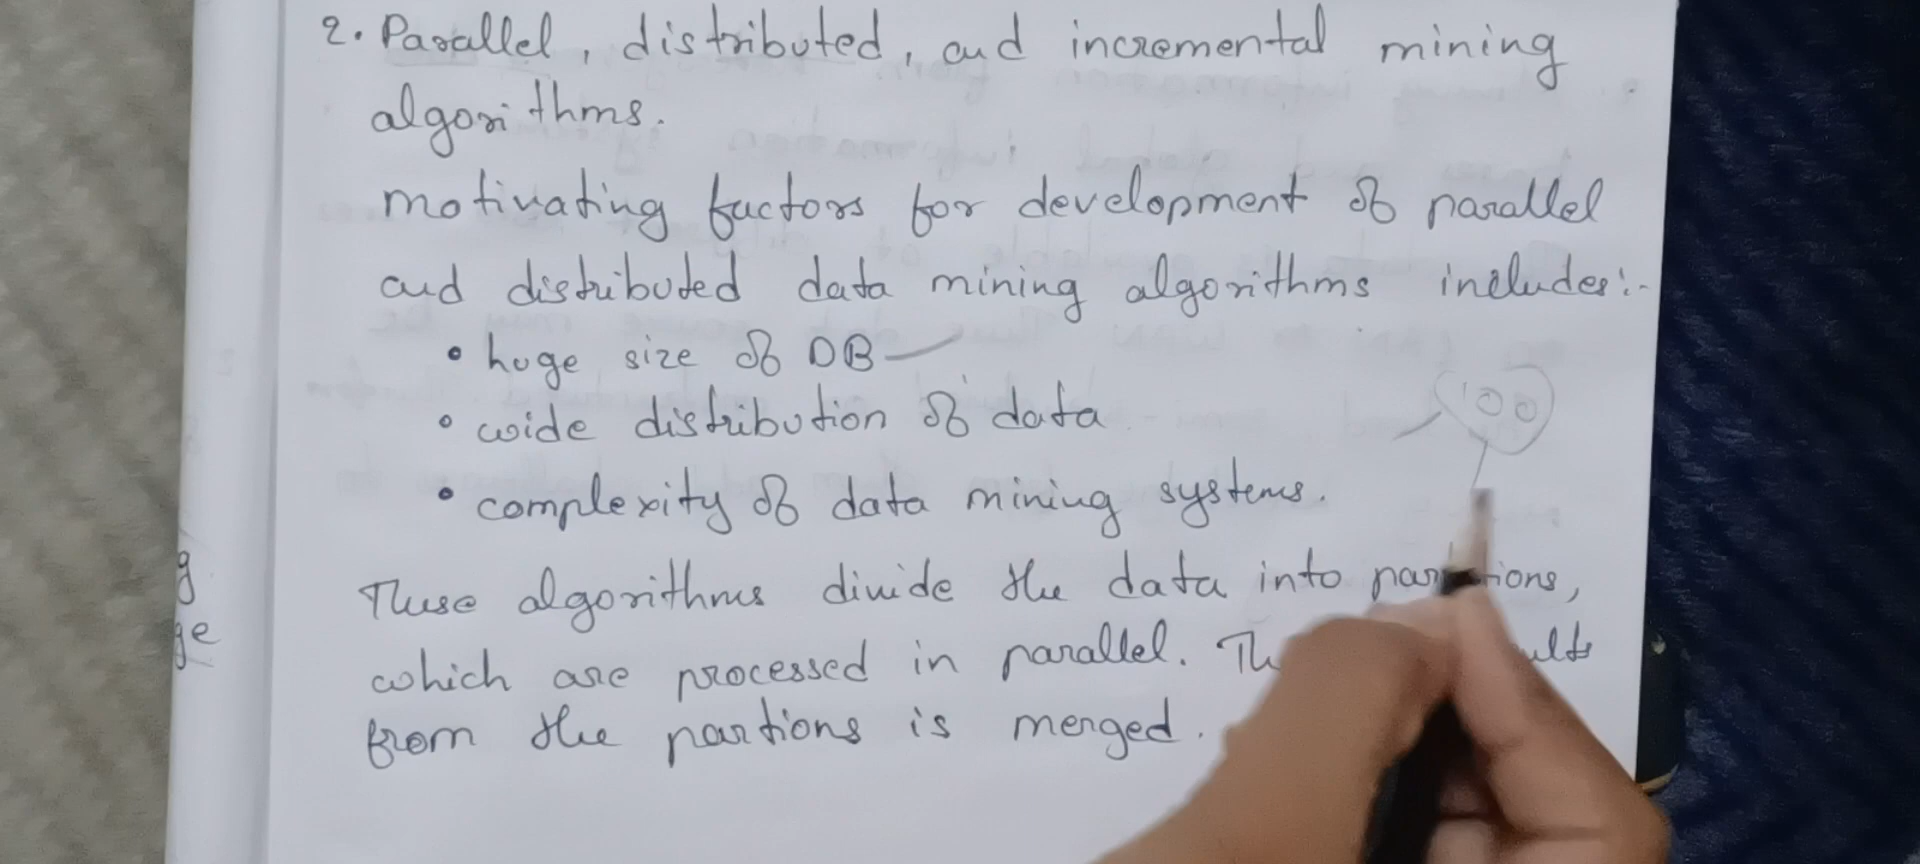 2. Parallel, distributed, and incremental mining
algorithms.
motivating factors for development of parallel
and distributed data mining algorithms includes:-
• huge size of DB
• wide distribution of data
100
• complexity of data mining systems.
These algorithms divide the data into
which are processed in parallel.
from the partions is merged.
g
ge